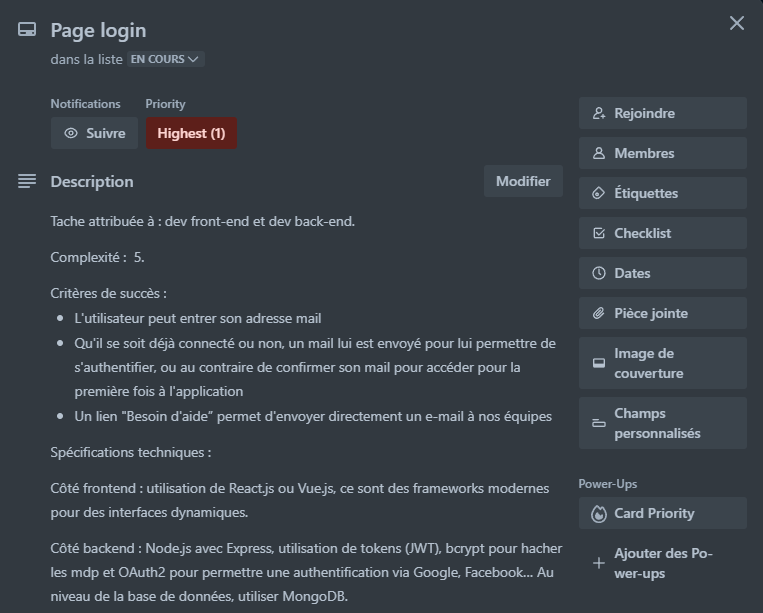 Page login
dans la liste EN COURS
Notifications
Priority
Suivre
Highest (1)
Description
Modifier
Tache attribuée à : dev front-end et dev back-end.
Complexité :  5.
Critères de succès :
L'utilisateur peut entrer son adresse mail
Qu'il se soit déjà connecté ou non, un mail lui est envoyé pour lui permettre de
s'authentifier, ou au contraire de confirmer son mail pour accéder pour la
première fois à l'application
Un lien "Besoin d'aide" permet d'envoyer directement un e-mail à nos équipes
Spécifications techniques :
Côté frontend : utilisation de React.js ou Vue.js, ce sont des frameworks modernes
pour des interfaces dynamiques.
Côté backend : Node.js avec Express, utilisation de tokens (JWT), bcrypt pour hacher
les mdp et OAuth2 pour permettre une authentification via Google, Facebook... Au
niveau de la base de données, utiliser MongoDB.
Rejoindre
Membres
Étiquettes
Checklist
Dates
Pièce jointe
Image de
couverture
Champs
personnalisés
Power-Ups
Card Priority
Ajouter des Po-
wer-ups